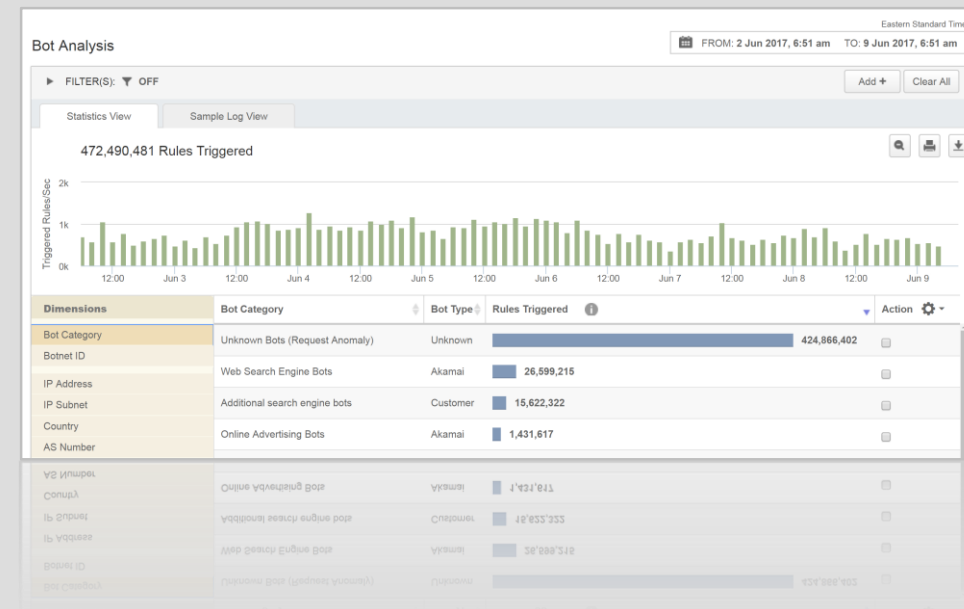 Eastern Standard Time
Bot Analysis
FROM: 2 Jun 2017, 6:51 am TO: 9 Jun 2017, 6:51 am
FILTER(S): OFF
Add +
Clear All
Statistics View
Sample Log View
472,490,481 Rules Triggered
Triggered Rules/Sec
2k
1k
0k
12:00 Jun 3 12:00 Jun 4 12:00 Jun 5 12:00 Jun 6 12:00 Jun 7 12:00 Jun 8 12:00 Jun 9
Dimensions
Bot Category
Botnet ID
IP Address
IP Subnet
Country
AS Number
Bot Category Bot Type Rules Triggered Action
Unknown Bots (Request Anomaly) Unknown 424,866,402
Web Search Engine Bots Akamai 26,599,215
Additional search engine bots Customer 15,622,322
Online Advertising Bots Akamai 1,431,617